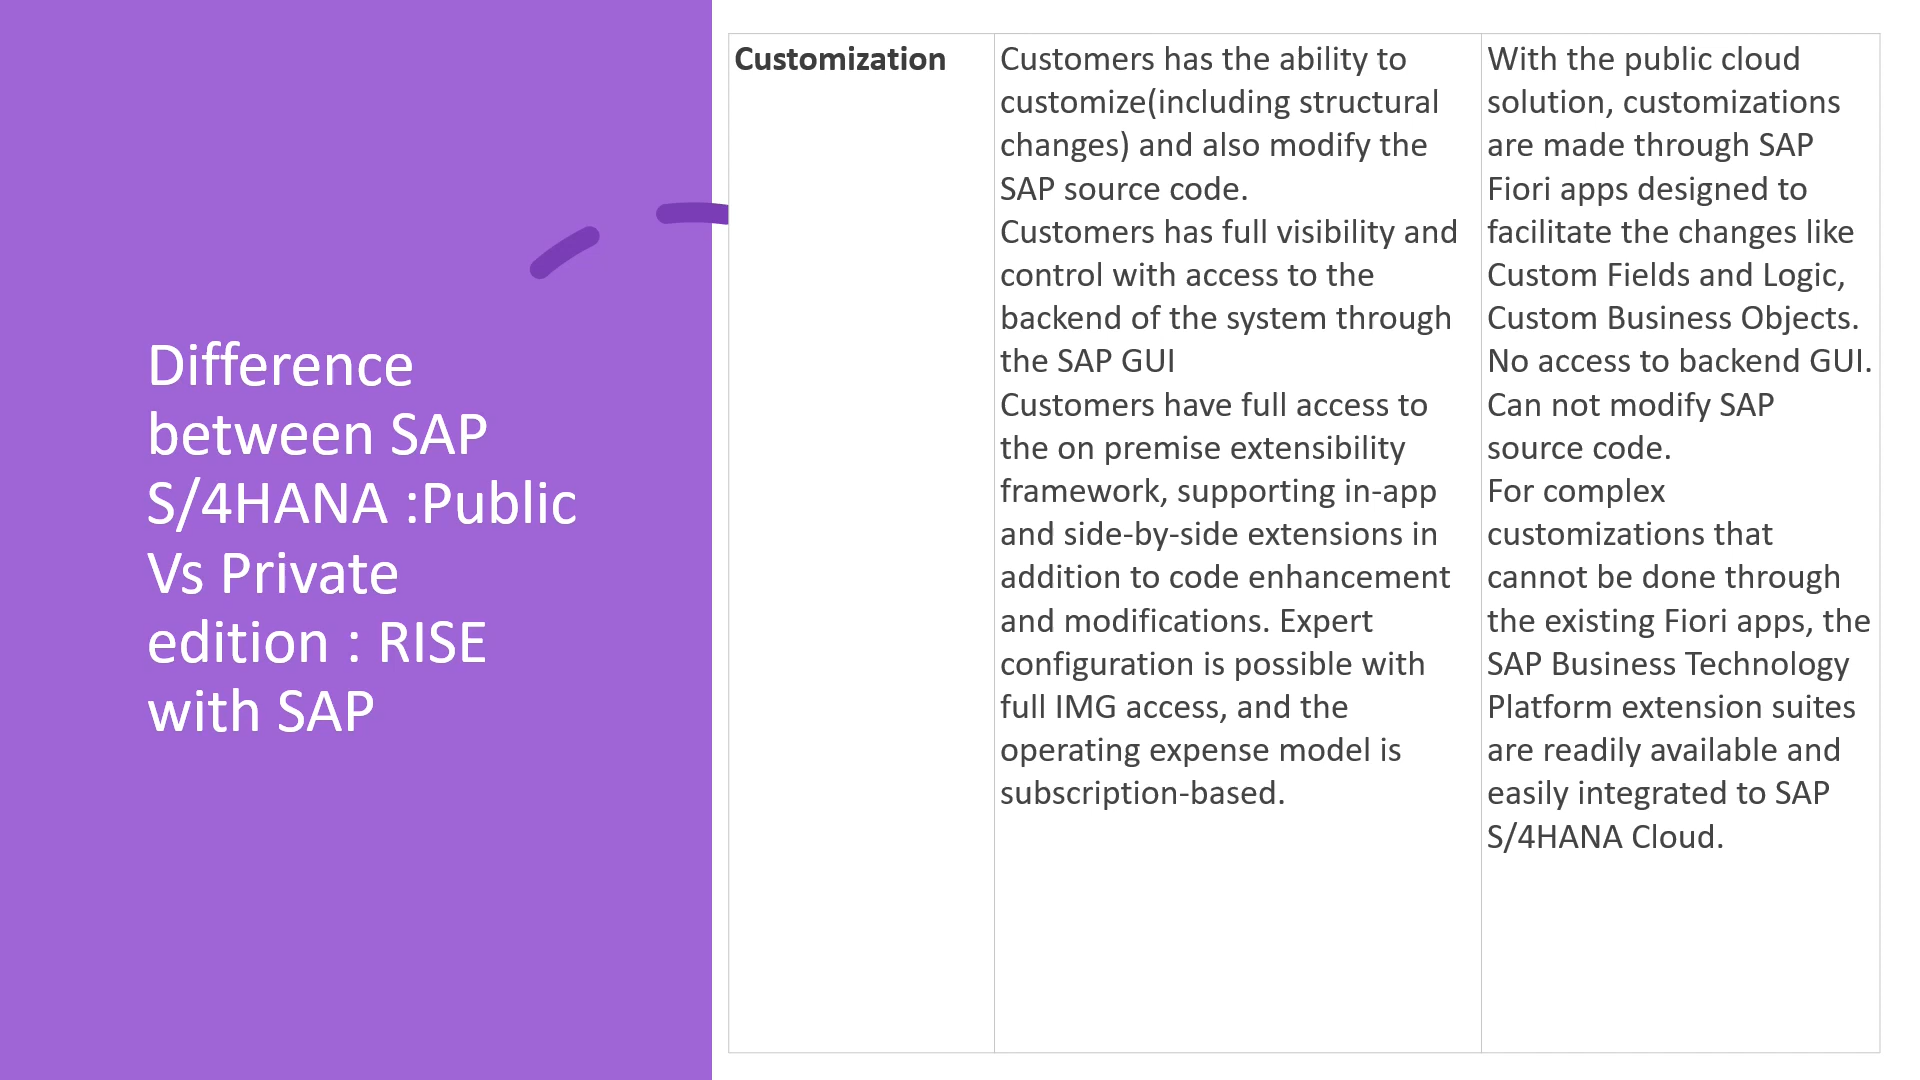 Difference
between SAP
S/4HANA :Public
Vs Private
edition : RISE
with SAP
Customization
Customers has the ability to
customize(including structural
changes) and also modify the
SAP source code.
Customers has full visibility and
control with access to the
backend of the system through
the SAP GUI
Customers have full access to
the on premise extensibility
framework, supporting in-app
and side-by-side extensions in
addition to code enhancement
and modifications. Expert
configuration is possible with
full IMG access, and the
operating expense model is
subscription-based.
With the public cloud
solution, customizations
are made through SAP
Fiori apps designed to
facilitate the changes like
Custom Fields and Logic,
Custom Business Objects.
No access to backend GUI.
Can not modify SAP
source code.
For complex
customizations that
cannot be done through
the existing Fiori apps, the
SAP Business Technology
Platform extension suites
are readily available and
easily integrated to SAP
S/4HANA Cloud.